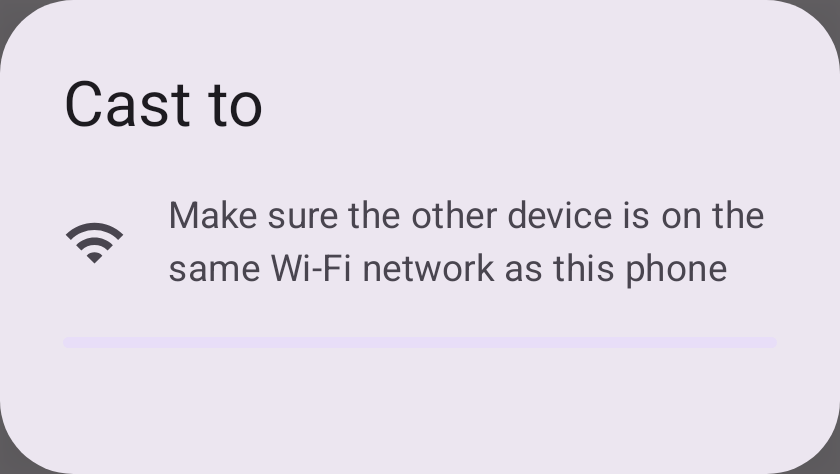 Cast to
Make sure the other device is on the
same Wi-Fi network as this phone